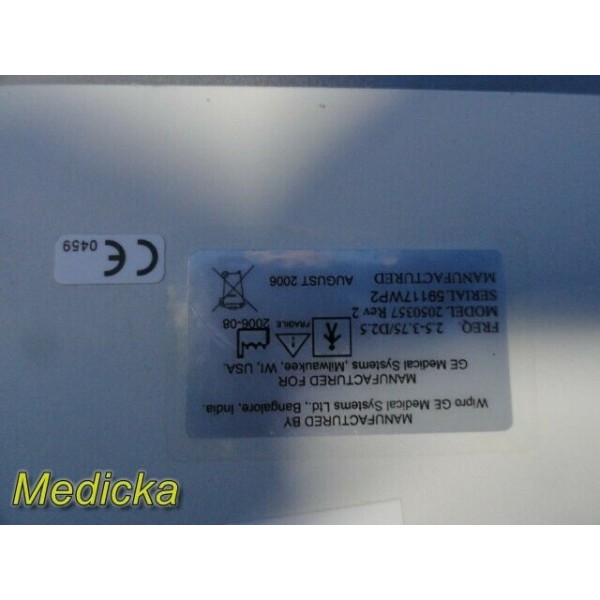 MANUFACTURED BY
Wipro GE Medical Systems Ltd., Bangalore, India.
MANUFACTURED FOR
GE Medical Systems ,Milwaukee, WI, USA.
FREQ. 2.5-3.75/D2.5
MODEL 2050357 Rev 2
SERIAL 59117WP2
MANUFACTURED AUGUST 2006
FRAGILE
2006-08
CE
0459
Medicka